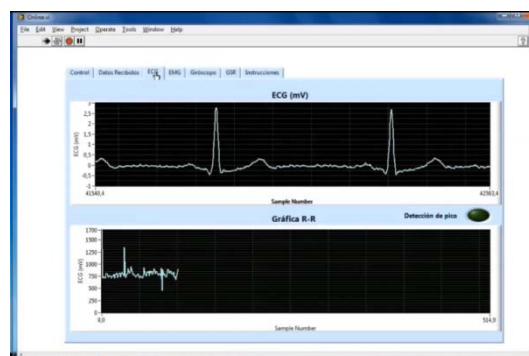 Online.vi
File Edit View Project Operate Tools Window Help
Control Datos Recibidos ECG EMG Giróscopo GSR Instrucciones
ECG (mV)
3
2,5
2
1,5
1
0,5
0
-0,5
-1
ECG (mV)
41540,4
42363,4
Sample Number
Gráfica R-R
Detección de pico
1700
1500
1250
1000
750
500
250
0
ECG (mV)
0,0
514,9
Sample Number